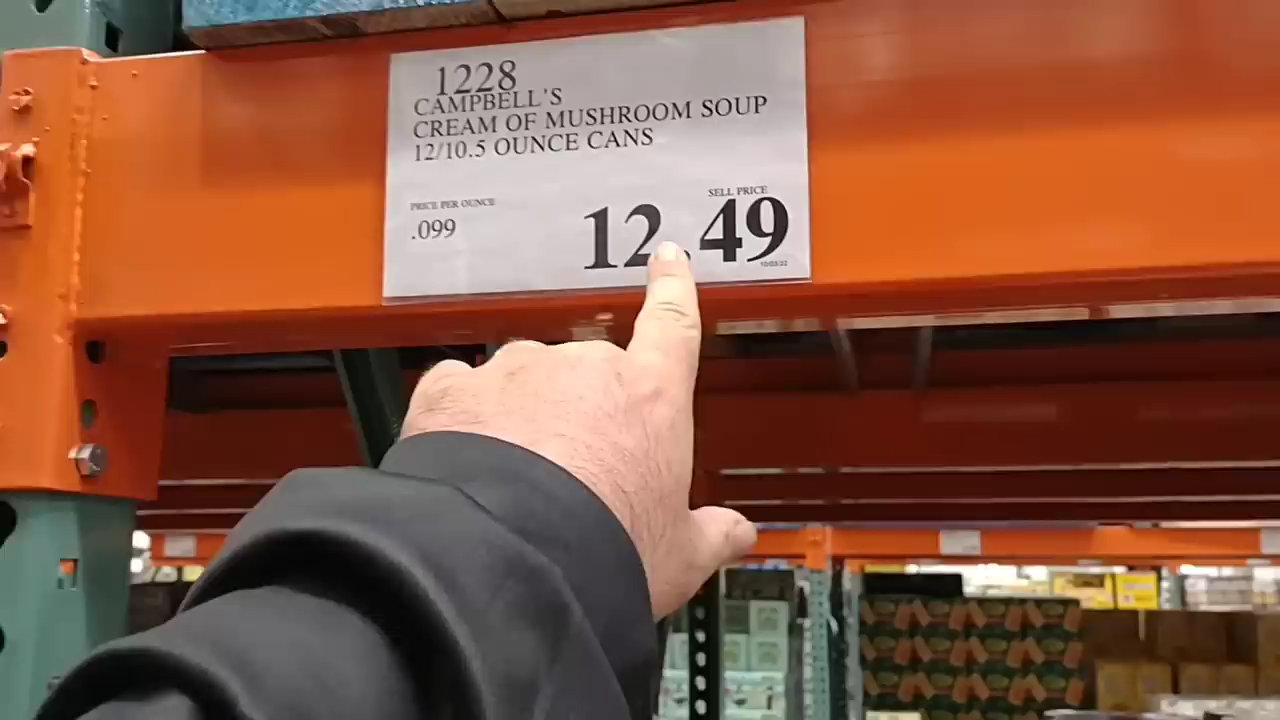 1228
CAMPBELL'S
CREAM OF MUSHROOM SOUP
12/10.5 OUNCE CANS
PRICE PER OUNCE
.099
SELL PRICE
12.49